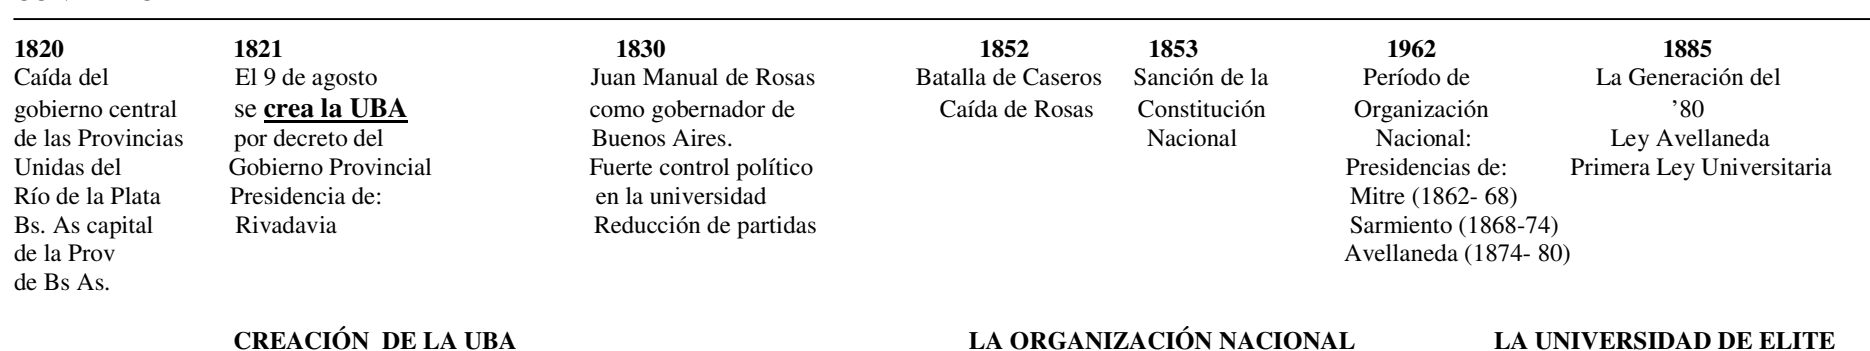 1820
Caída del
gobierno central
de las Provincias
Unidas del
Río de la Plata
Bs. As capital
de la Prov
de Bs As.
1821
El 9 de agosto
se crea la UBA
por decreto del
Gobierno Provincial
Presidencia de:
Rivadavia
1830
Juan Manual de Rosas
como gobernador de
Buenos Aires.
Fuerte control político
en la universidad
Reducción de partidas
1852
Batalla de Caseros
Caída de Rosas
1853
Sanción de la
Constitución
Nacional
1962
Período de
Organización
Nacional:
Presidencias de:
Mitre (1862- 68)
Sarmiento (1868-74)
Avellaneda (1874- 80)
1885
La Generación del
’80
Ley Avellaneda
Primera Ley Universitaria
CREACIÓN DE LA UBA
LA ORGANIZACIÓN NACIONAL
LA UNIVERSIDAD DE ELITE